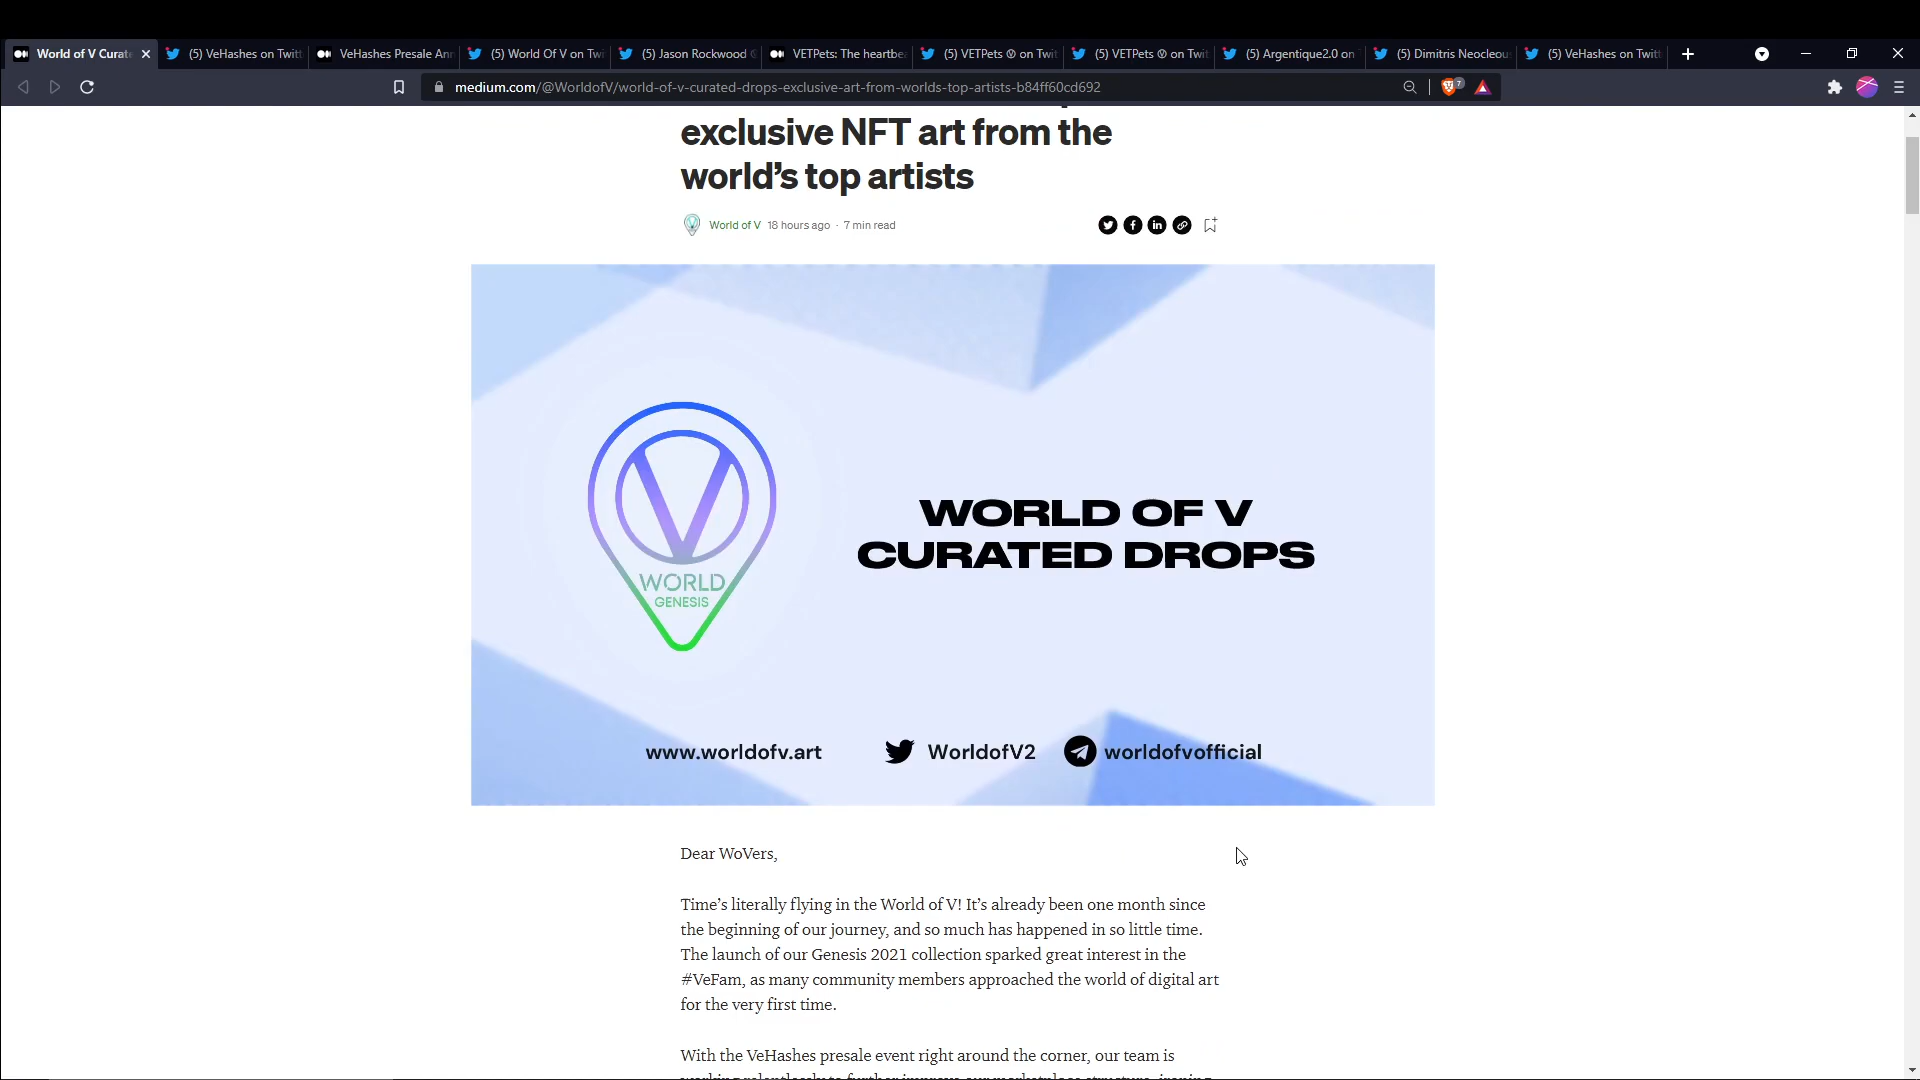 World of V Curate
(5) VeHashes on Twitt
VeHashes Presale Ann
(5) World Of V on Twi
(5) Jason Rockwood
VETPets: The heartbe
(5) VETPets Ⓥ on Twit
(5) VETPets Ⓥ on Twit
(5) Argentique2.0 on
(5) Dimitris Neocleou
(5) VeHashes on Twitt
medium.com/@WorldofV/world-of-v-curated-drops-exclusive-art-from-worlds-top-artists-b84ff60cd692
7
exclusive NFT art from the
world’s top artists
World of V 18 hours ago · 7 min read
WORLD
GENESIS
WORLD OF V
CURATED DROPS
www.worldofv.art
WorldofV2
worldofvofficial
Dear WoVers,
Time’s literally flying in the World of V! It’s already been one month since
the beginning of our journey, and so much has happened in so little time.
The launch of our Genesis 2021 collection sparked great interest in the
#VeFam, as many community members approached the world of digital art
for the very first time.
With the VeHashes presale event right around the corner, our team is